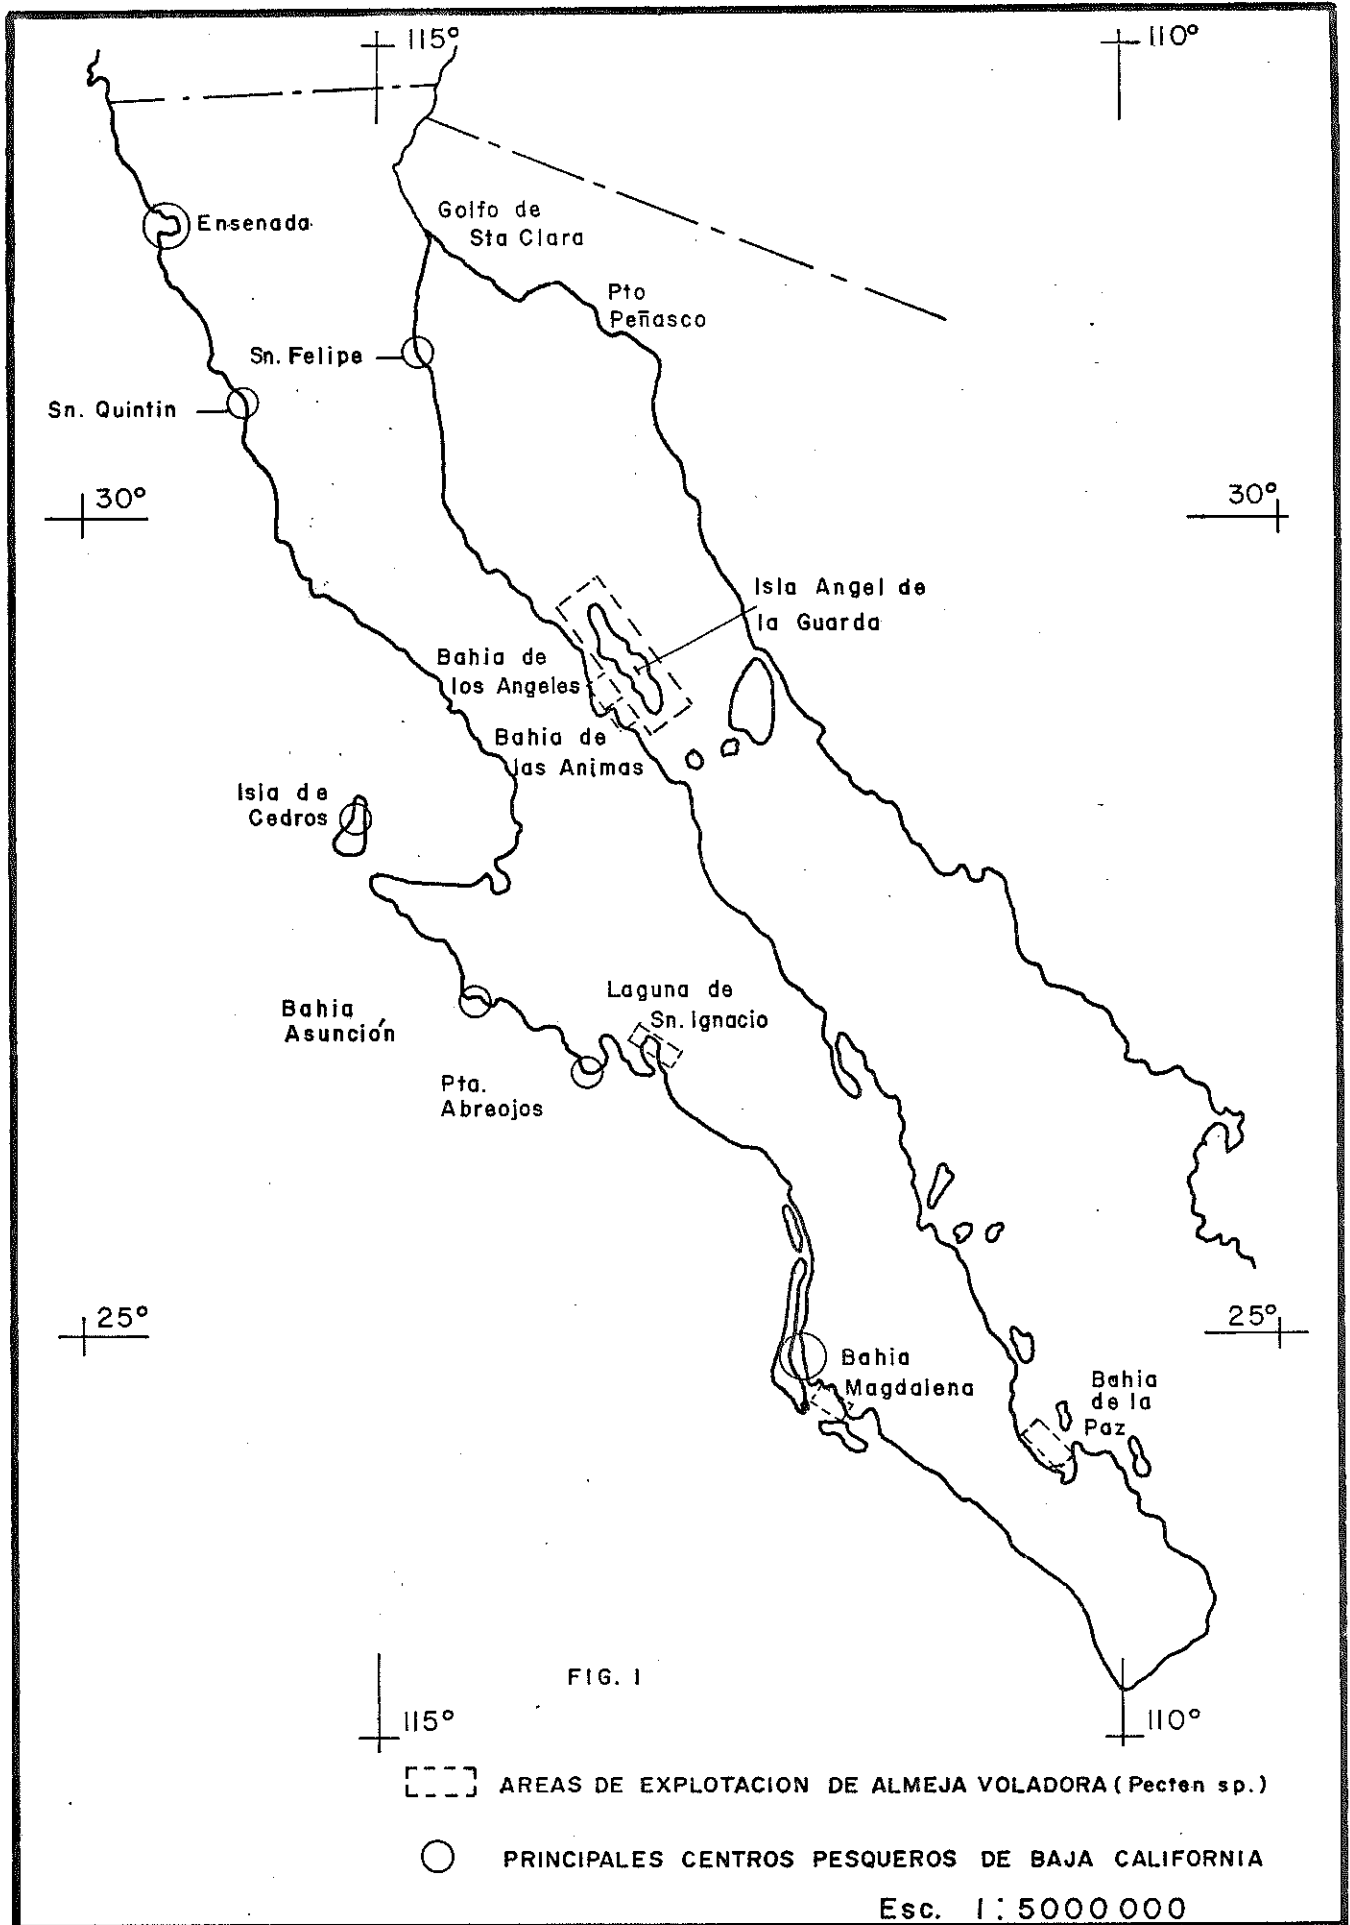 115°
110°
Ensenada
Golfo de
Sta Clara
Pto
Peñasco
Sn. Felipe
Sn. Quintin
30°
30°
Isla Angel de
la Guarda
Bahia de
los Angeles
Bahia de
las Animas
Isla de
Cedros
Laguna de
Sn. Ignacio
Bahia
Asunción
Pta.
Abreojos
25°
25°
Bahia
Magdalena
Bahia
de la
Paz
FIG. 1
115°
110°
AREAS DE EXPLOTACION DE ALMEJA VOLADORA (Pecten sp.)
PRINCIPALES CENTROS PESQUEROS DE BAJA CALIFORNIA
Esc. 1:5000000